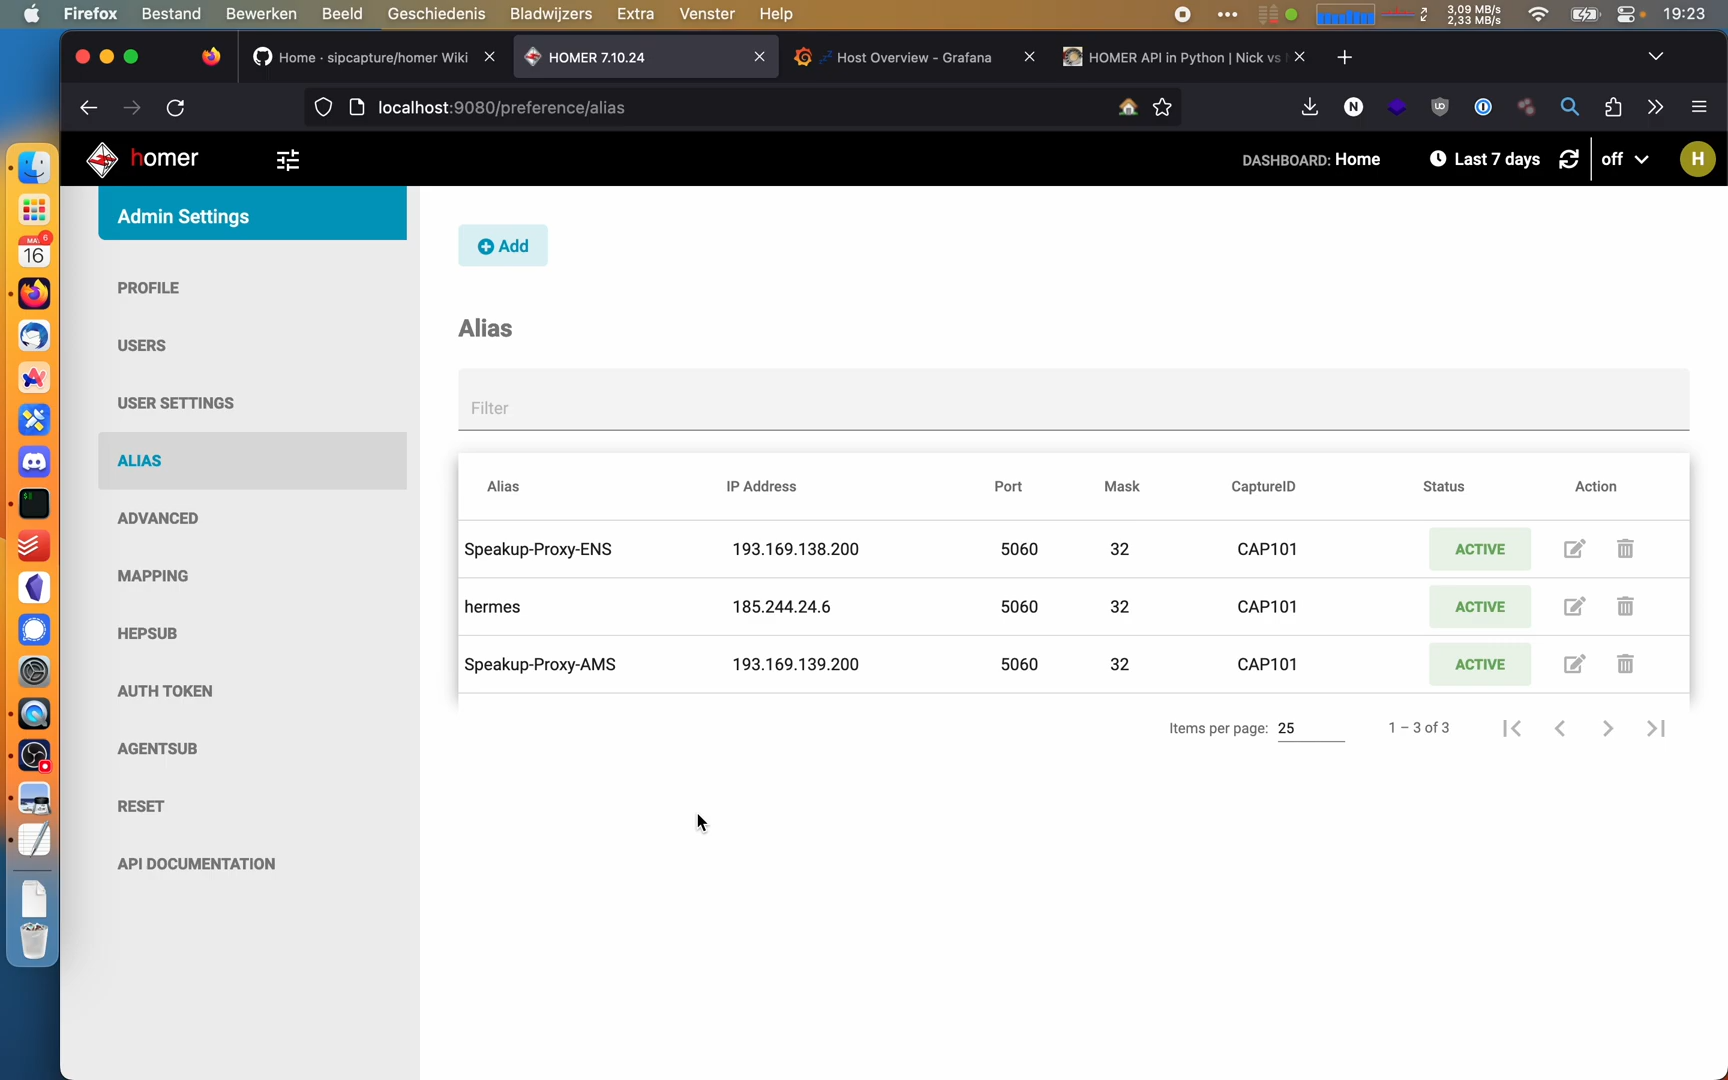 Firefox Bestand Bewerken Beeld Geschiedenis Bladwijzers Extra Venster Help 3,09 MB/s 2,33 MB/s 19:23
Home · sipcapture/homer Wiki HOMER 7.10.24 Host Overview - Grafana HOMER API in Python | Nick vs
localhost:9080/preference/alias
homer DASHBOARD: Home Last 7 days off H
Admin Settings
PROFILE
USERS
USER SETTINGS
ALIAS
ADVANCED
MAPPING
HEPSUB
AUTH TOKEN
AGENTSUB
RESET
API DOCUMENTATION
Add
Alias
Filter
Alias IP Address Port Mask CaptureID Status Action
Speakup-Proxy-ENS 193.169.138.200 5060 32 CAP101 ACTIVE
hermes 185.244.24.6 5060 32 CAP101 ACTIVE
Speakup-Proxy-AMS 193.169.139.200 5060 32 CAP101 ACTIVE
Items per page: 25 1 – 3 of 3
6
16